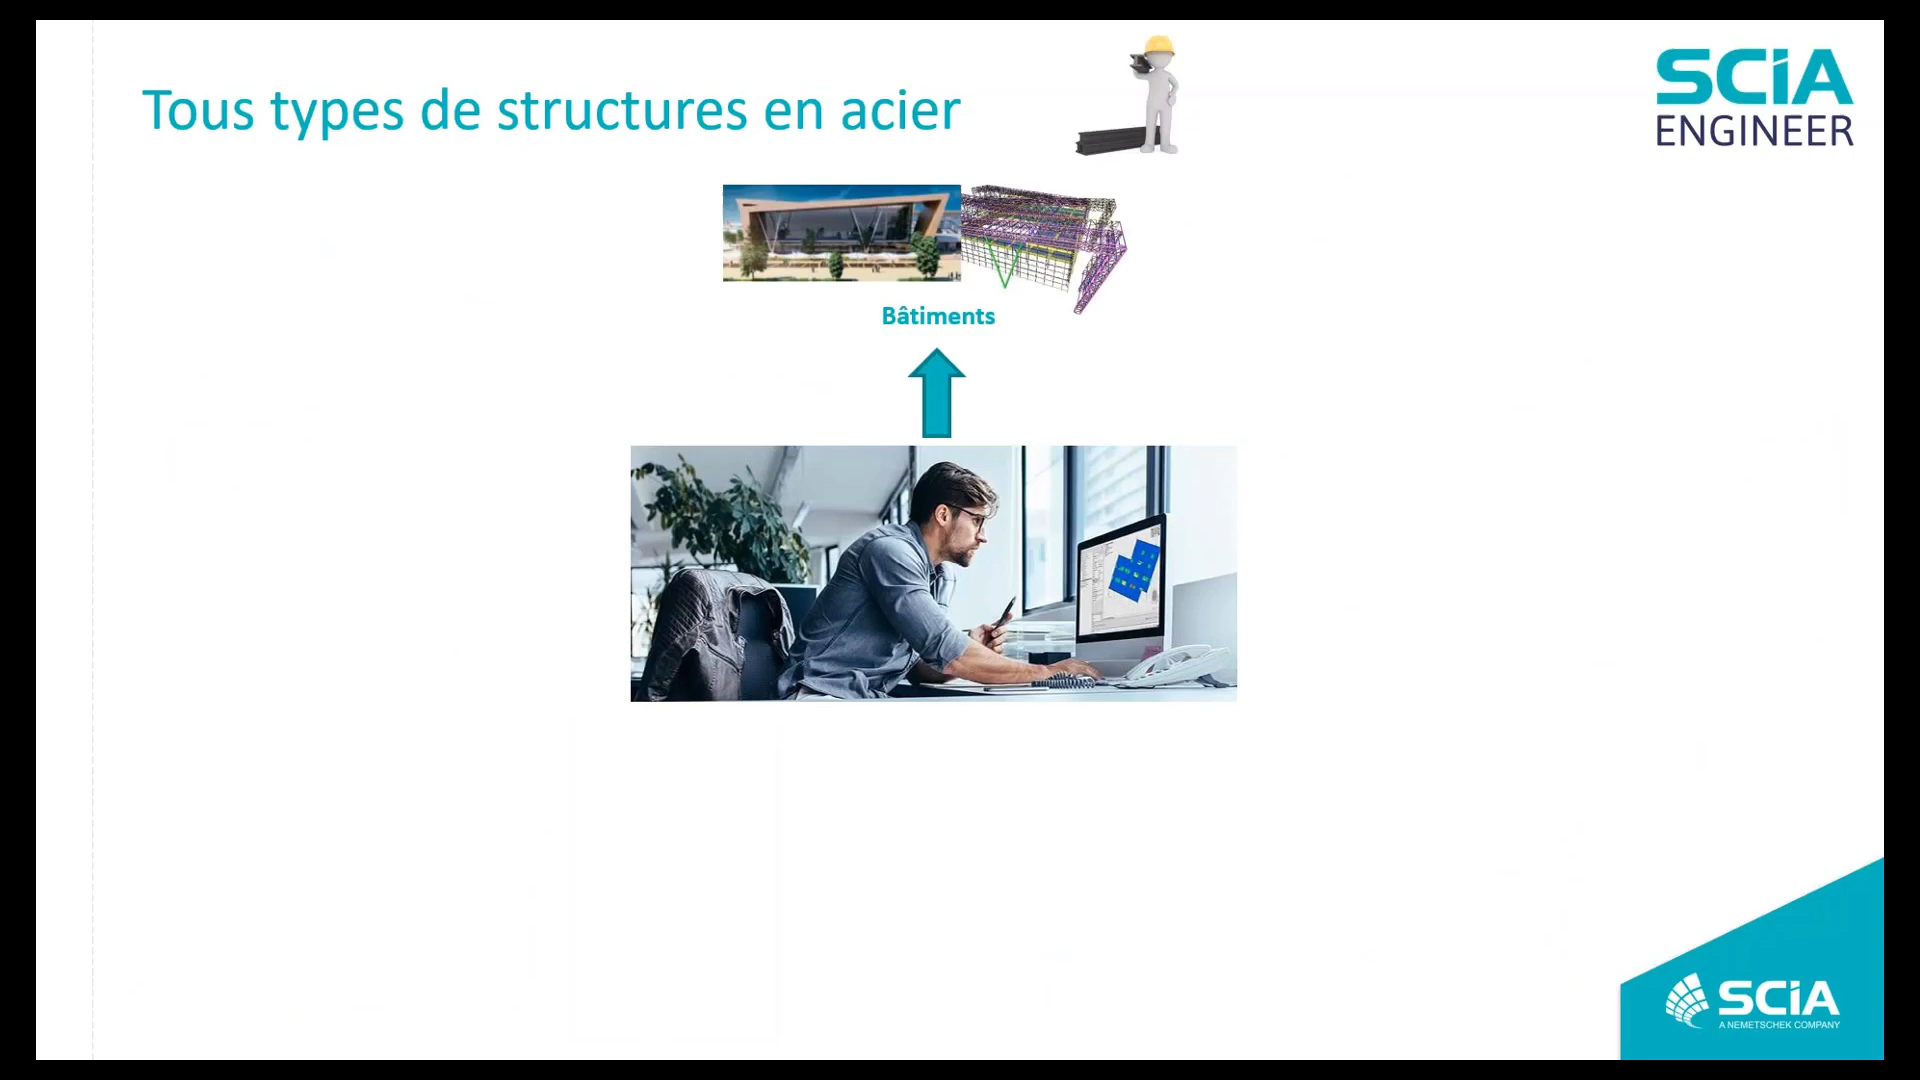 Tous types de structures en acier
SCiA
ENGINEER
Bâtiments
SCiA
A NEMETSCHEK COMPANY